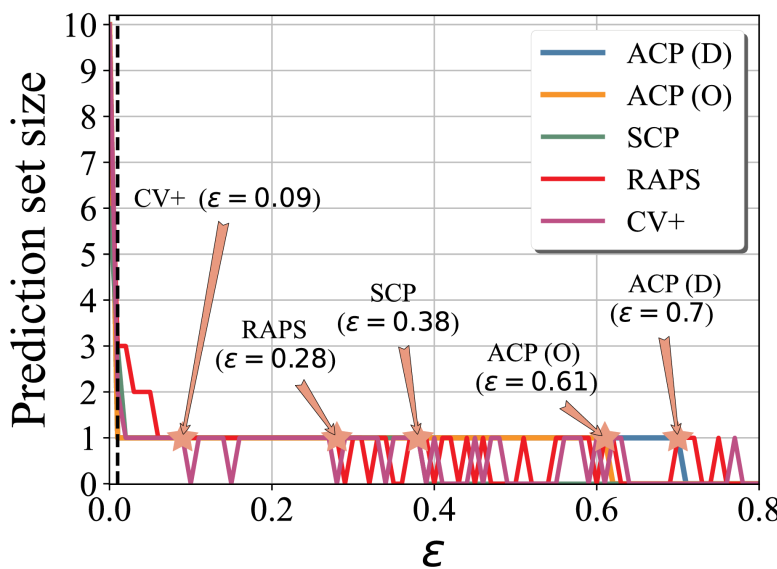 Prediction set size
10
9
8
7
6
5
4
3
2
1
0
0.0
0.2
0.4
0.6
0.8
ε
ACP (D)
ACP (O)
SCP
RAPS
CV+
CV+ (ε = 0.09)
RAPS
(ε = 0.28)
SCP
(ε = 0.38)
ACP (O)
(ε = 0.61)
ACP (D)
(ε = 0.7)